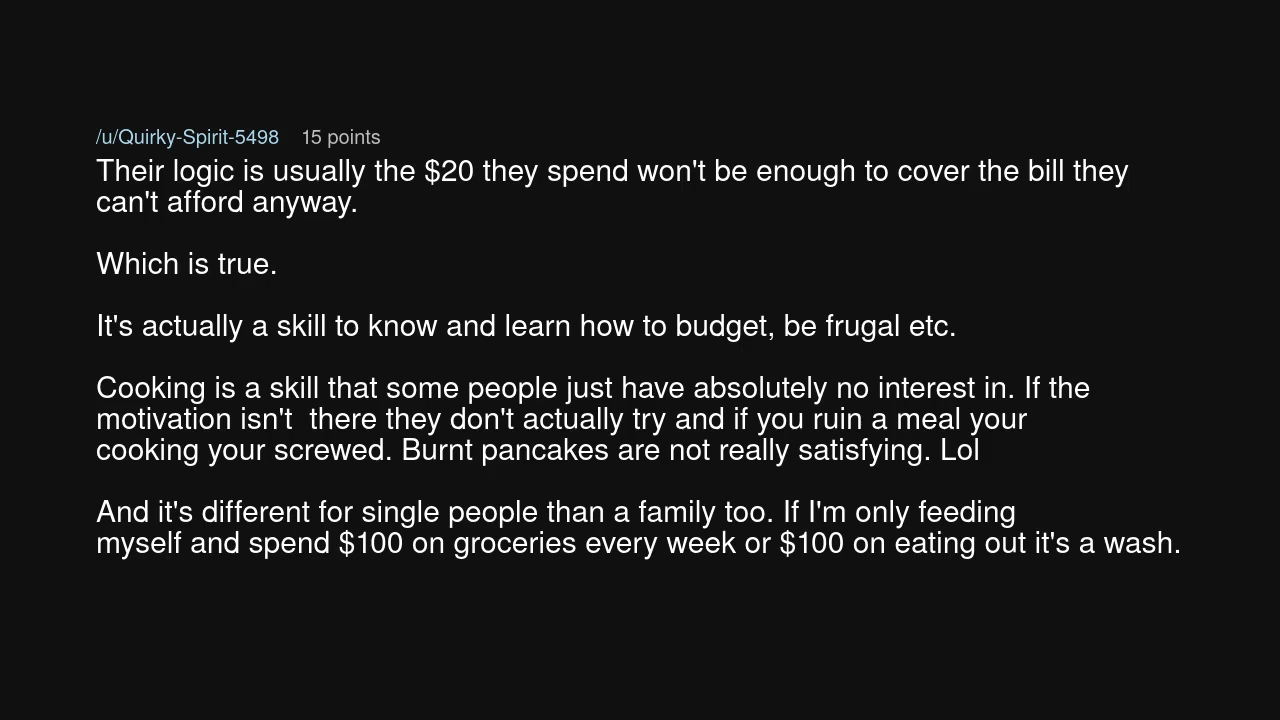 /u/Quirky-Spirit-5498 15 points
Their logic is usually the $20 they spend won't be enough to cover the bill they
can't afford anyway.
Which is true.
It's actually a skill to know and learn how to budget, be frugal etc.
Cooking is a skill that some people just have absolutely no interest in. If the
motivation isn't  there they don't actually try and if you ruin a meal your
cooking your screwed. Burnt pancakes are not really satisfying. Lol
And it's different for single people than a family too. If I'm only feeding
myself and spend $100 on groceries every week or $100 on eating out it's a wash.